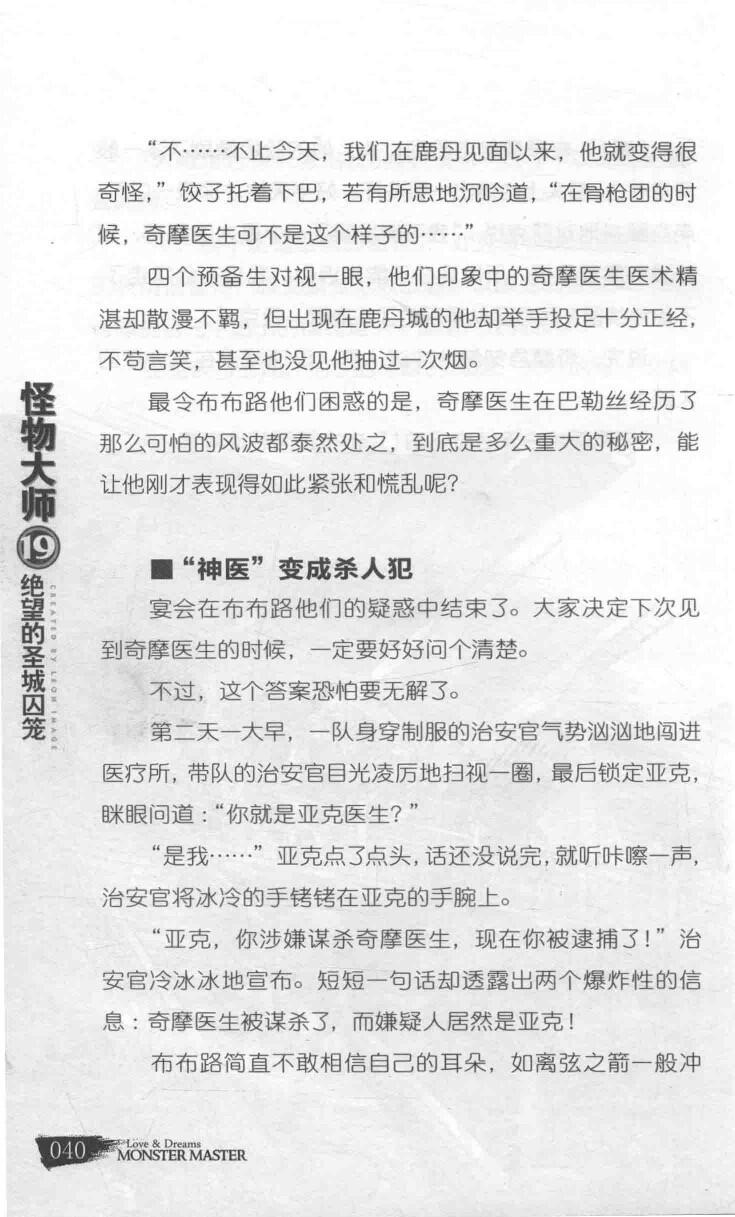 “不……不止今天，我们在鹿丹见面以来，他就变得很
奇怪，”饺子托着下巴，若有所思地沉吟道，“在骨枪团的时
候，奇摩医生可不是这个样子的……”
四个预备生对视一眼，他们印象中的奇摩医生医术精
湛却散漫不羁，但出现在鹿丹城的他却举手投足十分正经，
不苟言笑，甚至也没见他抽过一次烟。
最令布布路他们困惑的是，奇摩医生在巴勒丝经历了
那么可怕的风波都泰然处之，到底是多么重大的秘密，能
让他刚才表现得如此紧张和慌乱呢？
■“神医”变成杀人犯
宴会在布布路他们的疑惑中结束了。大家决定下次见
到奇摩医生的时候，一定要好好问个清楚。
不过，这个答案恐怕要无解了。
第二天一大早，一队身穿制服的治安官气势汹汹地闯进
医疗所，带队的治安官目光凌厉地扫视一圈，最后锁定亚克，
眯眼问道：“你就是亚克医生？”
“是我……”亚克点了点头，话还没说完，就听咔嚓一声，
治安官将冰冷的手铐铐在亚克的手腕上。
“亚克，你涉嫌谋杀奇摩医生，现在你被逮捕了！”治
安官冷冰冰地宣布。短短一句话却透露出两个爆炸性的信
息：奇摩医生被谋杀了，而嫌疑人居然是亚克！
布布路简直不敢相信自己的耳朵，如离弦之箭一般冲
怪物大师
19
绝望的圣城囚笼
CREATED BY LEON IMAGE
040
Love & Dreams
MONSTER MASTER